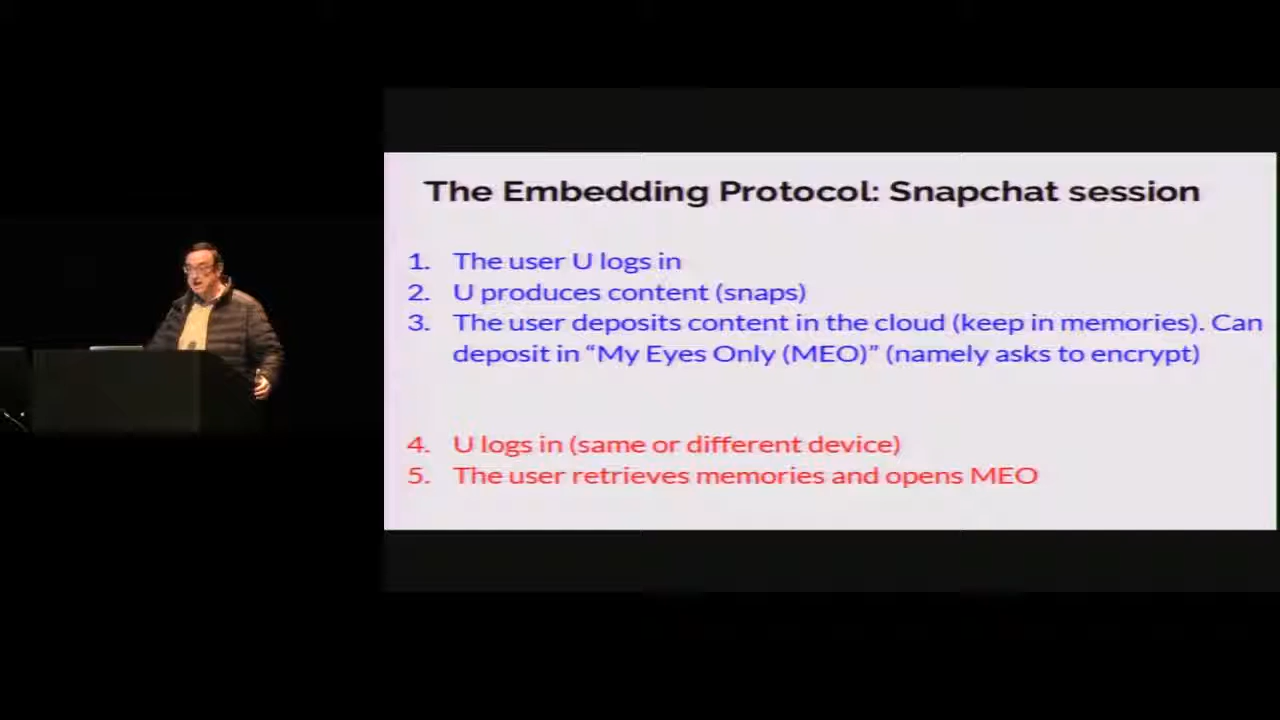 The Embedding Protocol: Snapchat session
1. The user U logs in
2. U produces content (snaps)
3. The user deposits content in the cloud (keep in memories). Can
deposit in “My Eyes Only (MEO)” (namely asks to encrypt)
4. U logs in (same or different device)
5. The user retrieves memories and opens MEO